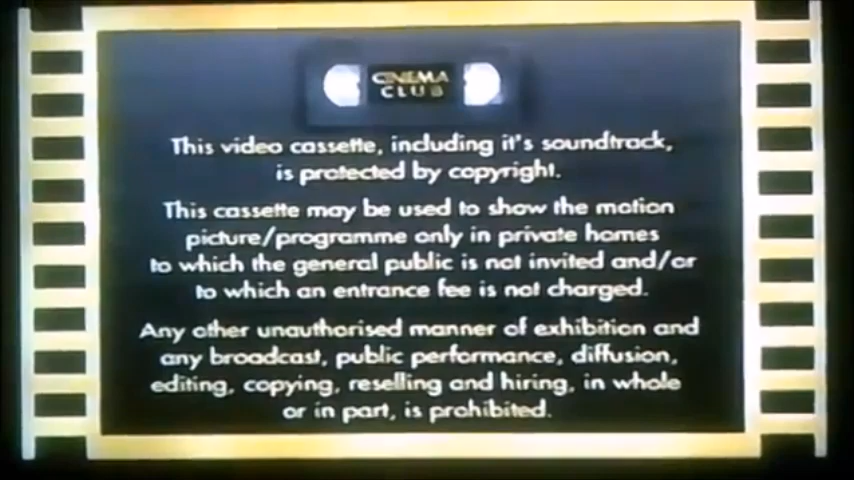 CINEMA
CLUB
This video cassette, including it's soundtrack,
is protected by copyright.
This cassette may be used to show the motion
picture/programme only in private homes
to which the general public is not invited and/or
to which an entrance fee is not charged.
Any other unauthorised manner of exhibition and
any broadcast, public performance, diffusion,
editing, copying, reselling and hiring, in whole
or in part, is prohibited.